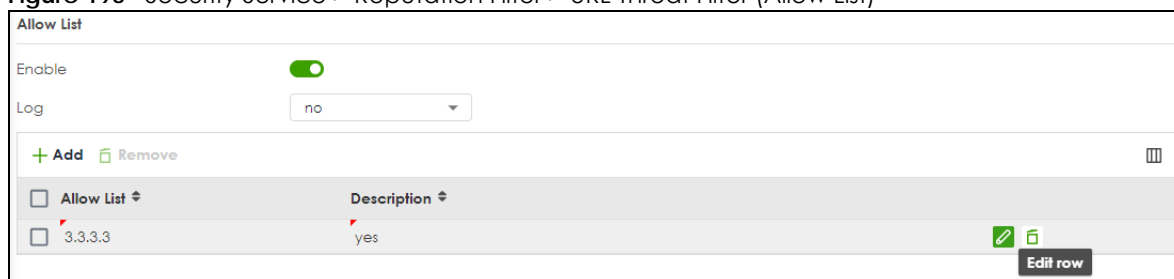 Allow List
Enable
Log no
Add Remove
Allow List Description
3.3.3.3 yes
Edit row